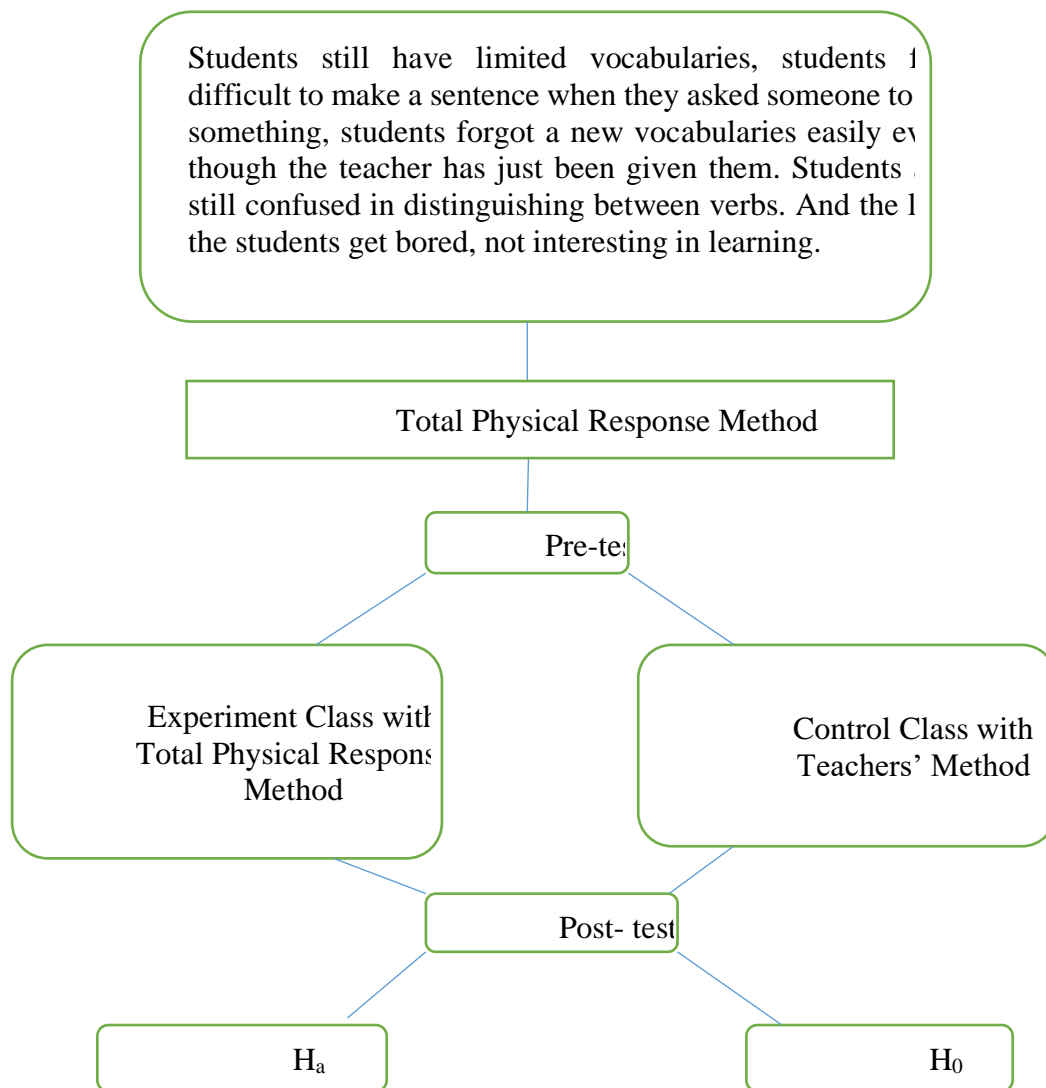 Students still have limited vocabularies, students
difficult to make a sentence when they asked someone to
something, students forgot a new vocabularies easily
though the teacher has just been given them. Students
still confused in distinguishing between verbs. And the
the students get bored, not interesting in learning.
Total Physical Response Method
Pre-tes
Experiment Class with
Total Physical Respons
Method
Control Class with
Teachers’ Method
Post- test
Hₐ
H₀